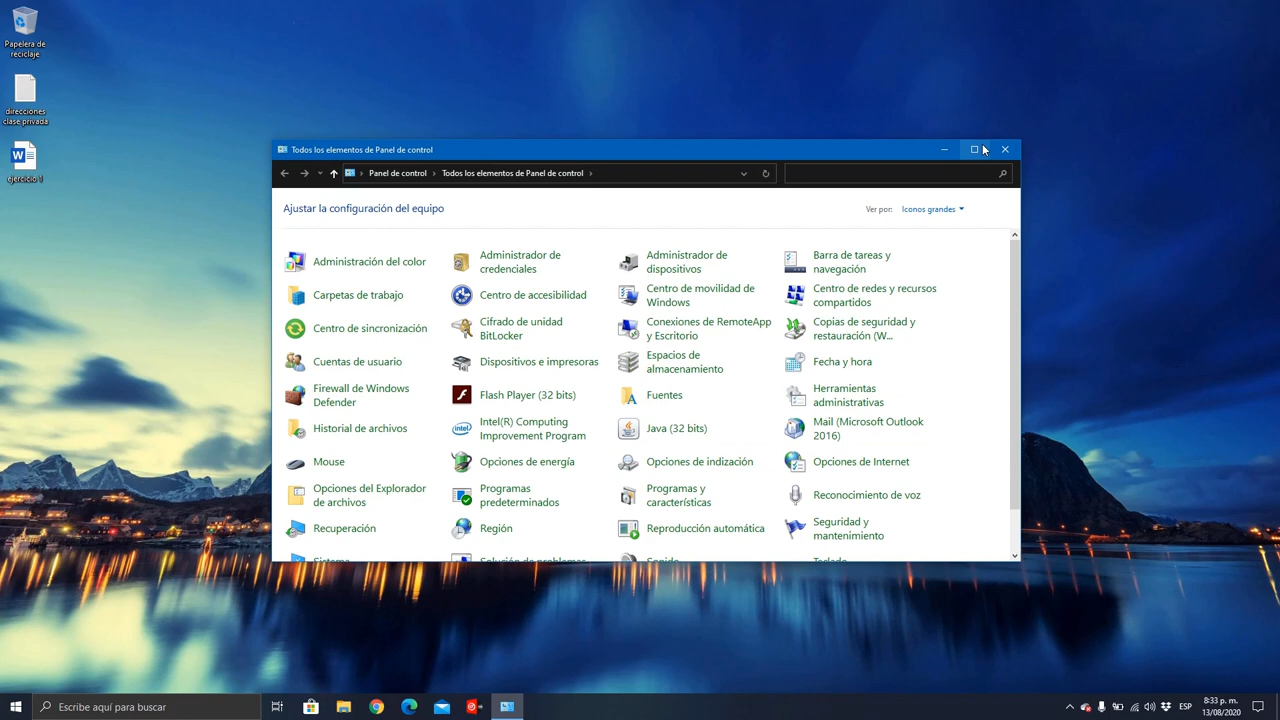 Papelera de
reciclaje
direcciones
clase privada
ejercicio 1
Todos los elementos de Panel de control
Panel de control
Todos los elementos de Panel de control
Ajustar la configuración del equipo
Ver por:
Iconos grandes
Administración del color
Administrador de
credenciales
Administrador de
dispositivos
Barra de tareas y
navegación
Carpetas de trabajo
Centro de accesibilidad
Centro de movilidad de
Windows
Centro de redes y recursos
compartidos
Centro de sincronización
Cifrado de unidad
BitLocker
Conexiones de RemoteApp
y Escritorio
Copias de seguridad y
restauración (W...
Cuentas de usuario
Dispositivos e impresoras
Espacios de
almacenamiento
Fecha y hora
Firewall de Windows
Defender
Flash Player (32 bits)
Fuentes
Herramientas
administrativas
Historial de archivos
Intel(R) Computing
Improvement Program
Java (32 bits)
Mail (Microsoft Outlook
2016)
Mouse
Opciones de energía
Opciones de indización
Opciones de Internet
Opciones del Explorador
de archivos
Programas
predeterminados
Programas y
características
Reconocimiento de voz
Recuperación
Región
Reproducción automática
Seguridad y
mantenimiento
Sistema
Solución de problemas
Sonido
Teclado
Escribe aquí para buscar
ESP
8:33 p. m.
13/08/2020